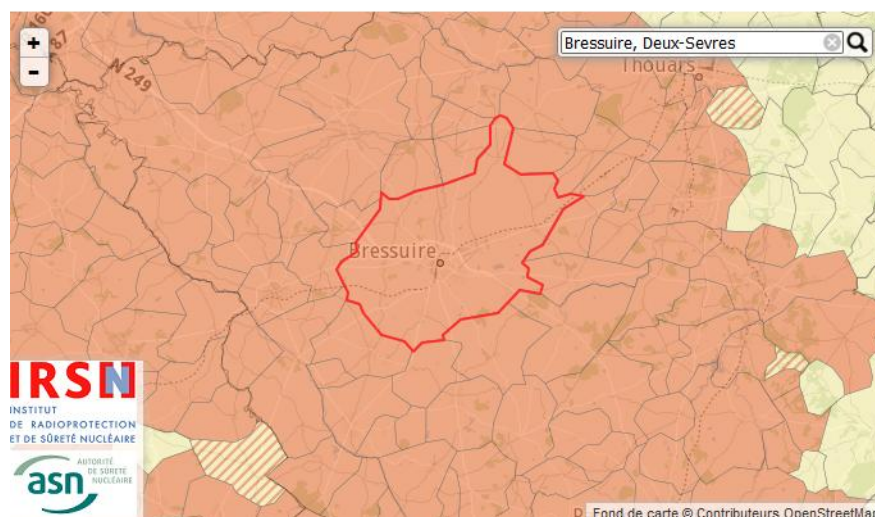 +
-
Bressuire, Deux-Sevres
N 249
Thouars
Bressuire
IRSN
INSTITUT
DE RADIOPROTECTION
ET DE SÛRETÉ NUCLÉAIRE
asn
AUTORITÉ
DE SÛRETÉ
NUCLÉAIRE
Fond de carte © Contributeurs OpenStreetMap